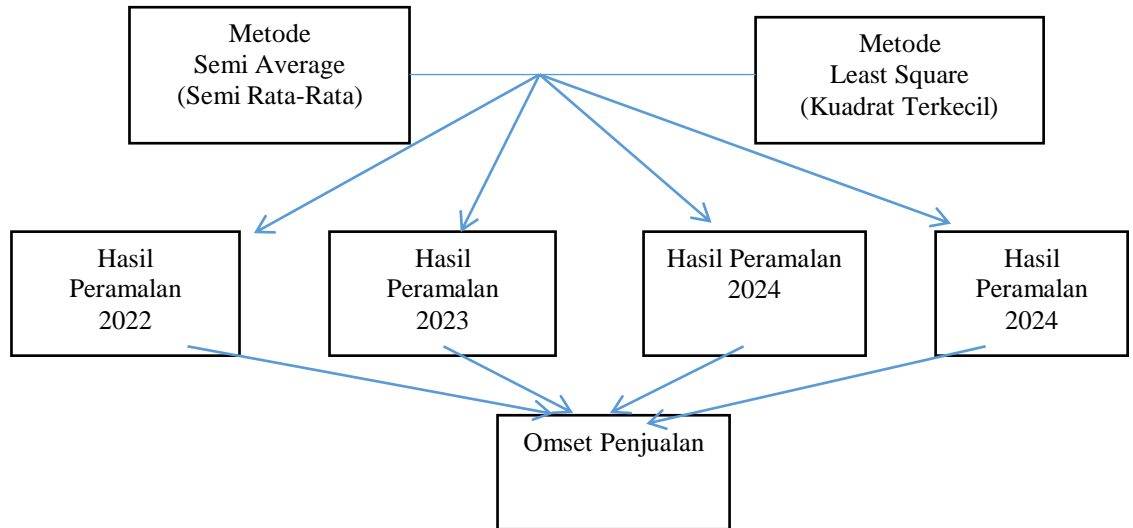 Metode
Semi Average
(Semi Rata-Rata)
Metode
Least Square
(Kuadrat Terkecil)
Hasil
Peramalan
2022
Hasil
Peramalan
2023
Hasil Peramalan
2024
Hasil
Peramalan
2024
Omset Penjualan